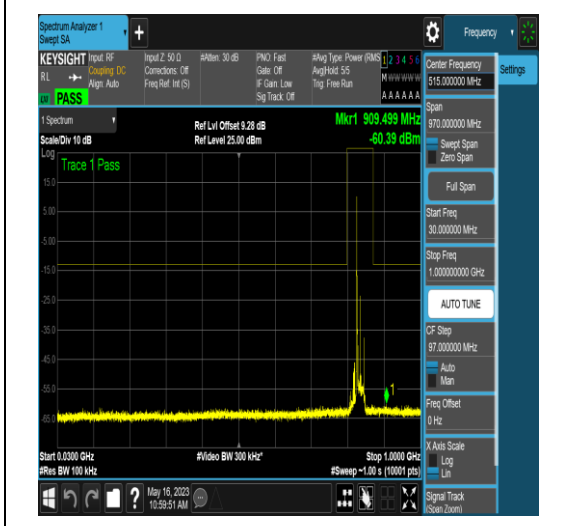 Spectrum Analyzer 1
Swept SA
Frequency
KEYSIGHT
RL
Input: RF
Coupling: DC
Align: Auto
Input Z: 50 Ω
Corrections: Off
Freq Ref: Int (S)
#Atten: 30 dB
PNO: Fast
Gate: Off
IF Gain: Low
Sig Track: Off
#Avg Type: Power (RMS)
Avg|Hold: 5/5
Trig: Free Run
1 2 3 4 5 6
M W W W W W
A A A A A A
PASS
1 Spectrum
Scale/Div 10 dB
Ref Lvl Offset 9.28 dB
Ref Level 25.00 dBm
Mkr1 909.499 MHz
-60.39 dBm
Log
Trace 1 Pass
15.0
5.00
-5.00
-15.0
-25.0
-35.0
-45.0
-55.0
-65.0
1
Start 0.0300 GHz
#Res BW 100 kHz
#Video BW 300 kHz*
Stop 1.0000 GHz
#Sweep ~1.00 s (10001 pts)
May 16, 2023
10:59:51 AM
?
Center Frequency
515.000000 MHz
Settings
Span
970.000000 MHz
Swept Span
Zero Span
Full Span
Start Freq
30.000000 MHz
Stop Freq
1.000000000 GHz
AUTO TUNE
CF Step
97.000000 MHz
Auto
Man
Freq Offset
0 Hz
X Axis Scale
Log
Lin
Signal Track
(Span Zoom)